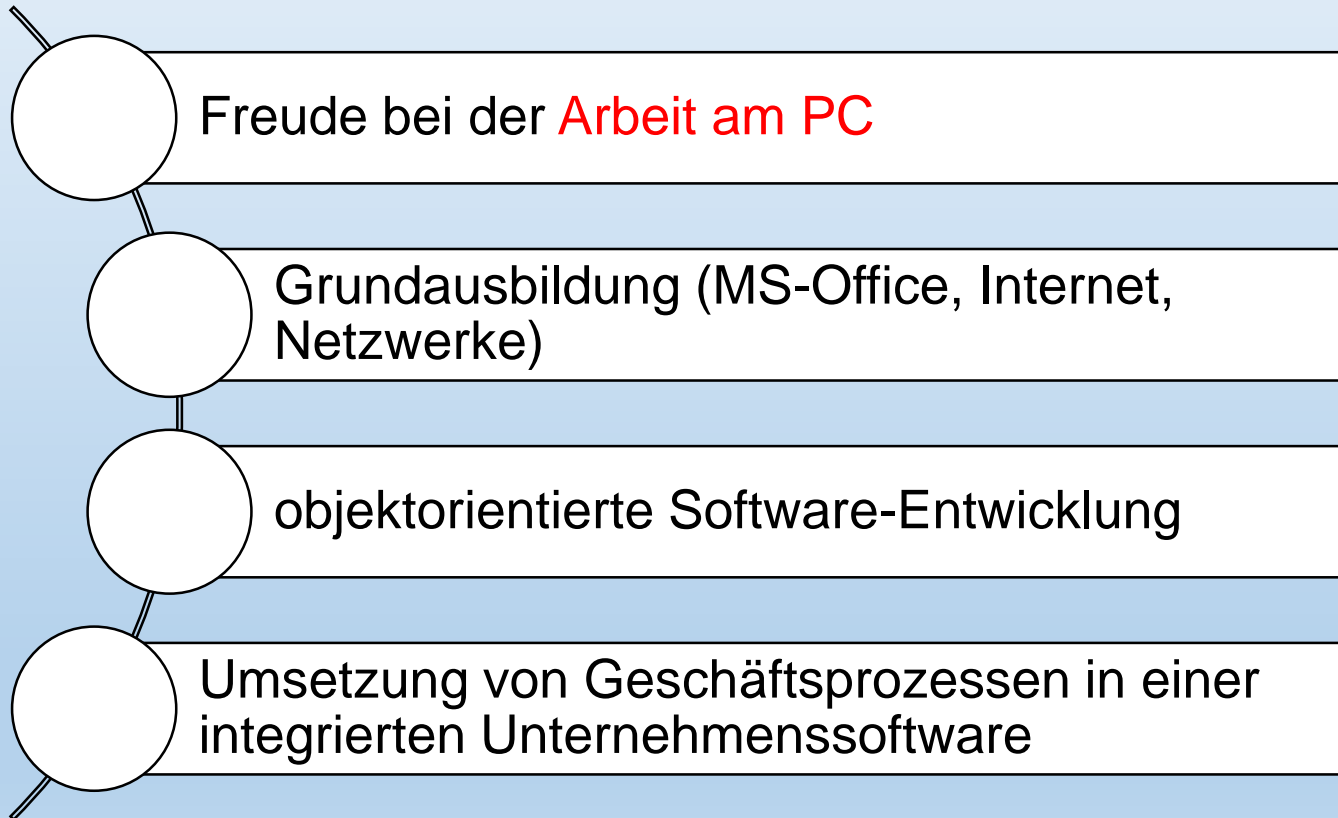 Freude bei der Arbeit am PC
Grundausbildung (MS-Office, Internet,
Netzwerke)
objektorientierte Software-Entwicklung
Umsetzung von Geschäftsprozessen in einer
integrierten Unternehmenssoftware